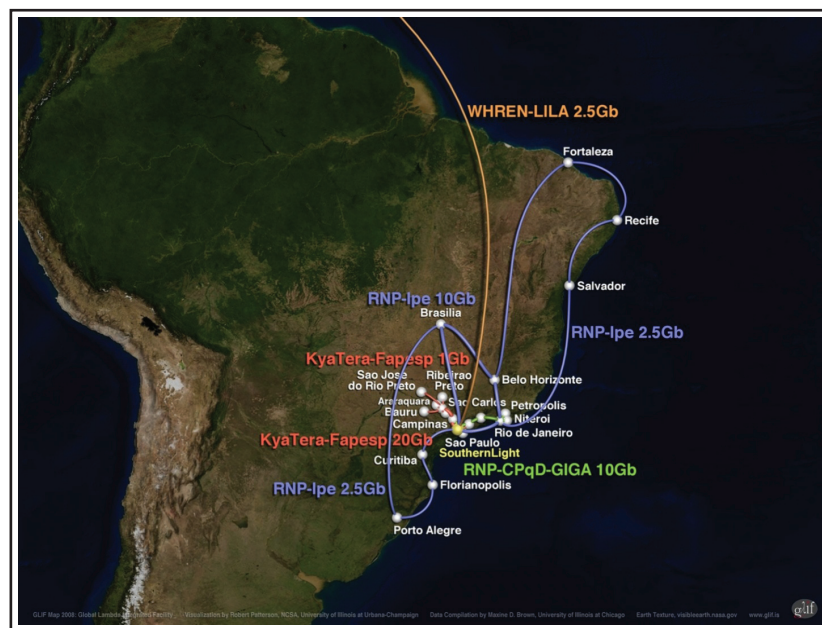 WHREN-LILA 2.5Gb
Fortaleza
Recife
Salvador
RNP-Ipe 10Gb
Brasilia
RNP-Ipe 2.5Gb
KyaTera-Fapesp 1Gb
Sao Jose
do Rio Preto
Ribeirao
Preto
Belo Horizonte
Araraquara
Sao Carlos
Petropolis
Bauru
Niteroi
Campinas
Rio de Janeiro
KyaTera-Fapesp 20Gb
Sao Paulo
SouthernLight
Curitiba
RNP-CPqD-GIGA 10Gb
RNP-Ipe 2.5Gb
Florianopolis
Porto Alegre
GLIF Map 2008: Global Lambda Integrated Facility Visualization by Robert Patterson, NCSA, University of Illinois at Urbana-Champaign Data Compilation by Maxine D. Brown, University of Illinois at Chicago Earth Texture, visibleearth.nasa.gov www.glif.is
glif